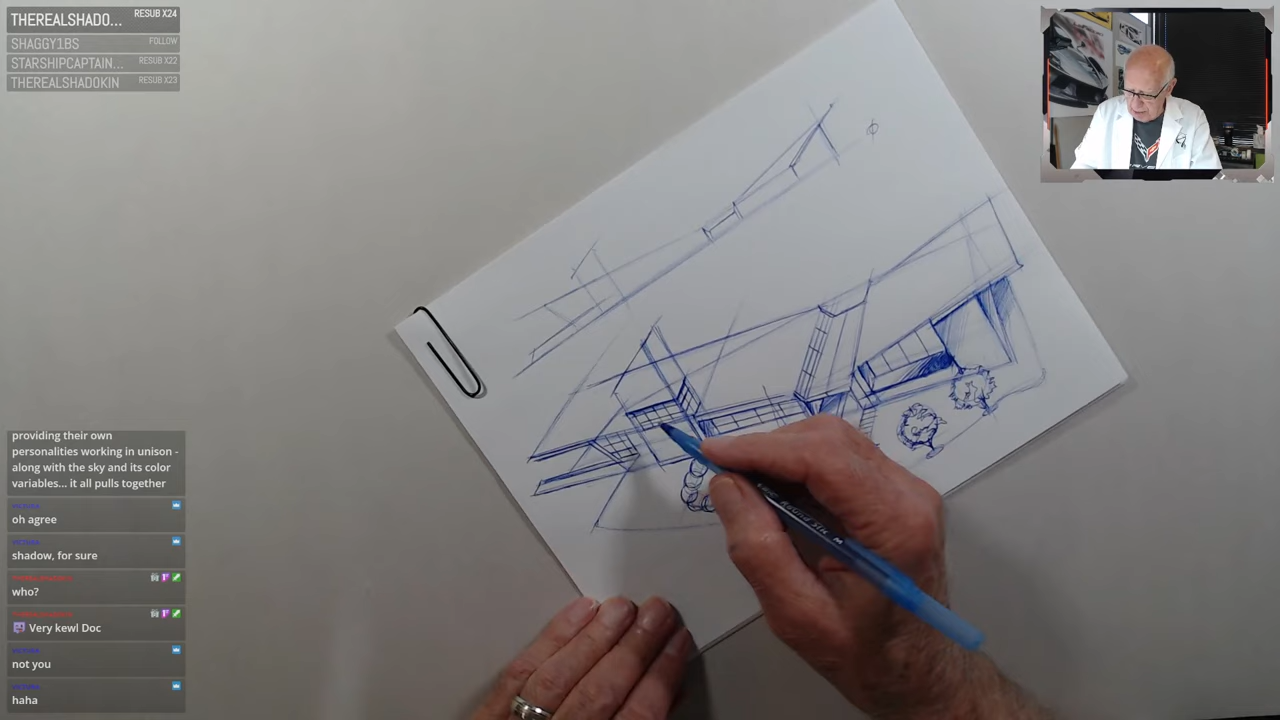 THEREALSHADO... RESUB X24
SHAGGY1BS FOLLOW
STARSHIPCAPTAIN... RESUB X22
THEREALSHADOKIN RESUB X23
providing their own
personalities working in unison -
along with the sky and its color
variables... it all pulls together
oh agree
shadow, for sure
who?
Very kewl Doc
not you
haha